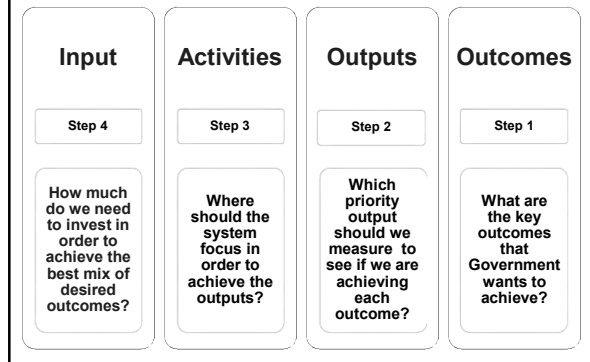 Input
Step 4
How much
do we need
to invest in
order to
achieve the
best mix of
desired
outcomes?
Activities
Step 3
Where
should the
system
focus in
order to
achieve the
outputs?
Outputs
Step 2
Which
priority
output
should we
measure to
see if we are
achieving
each
outcome?
Outcomes
Step 1
What are
the key
outcomes
that
Government
wants to
achieve?